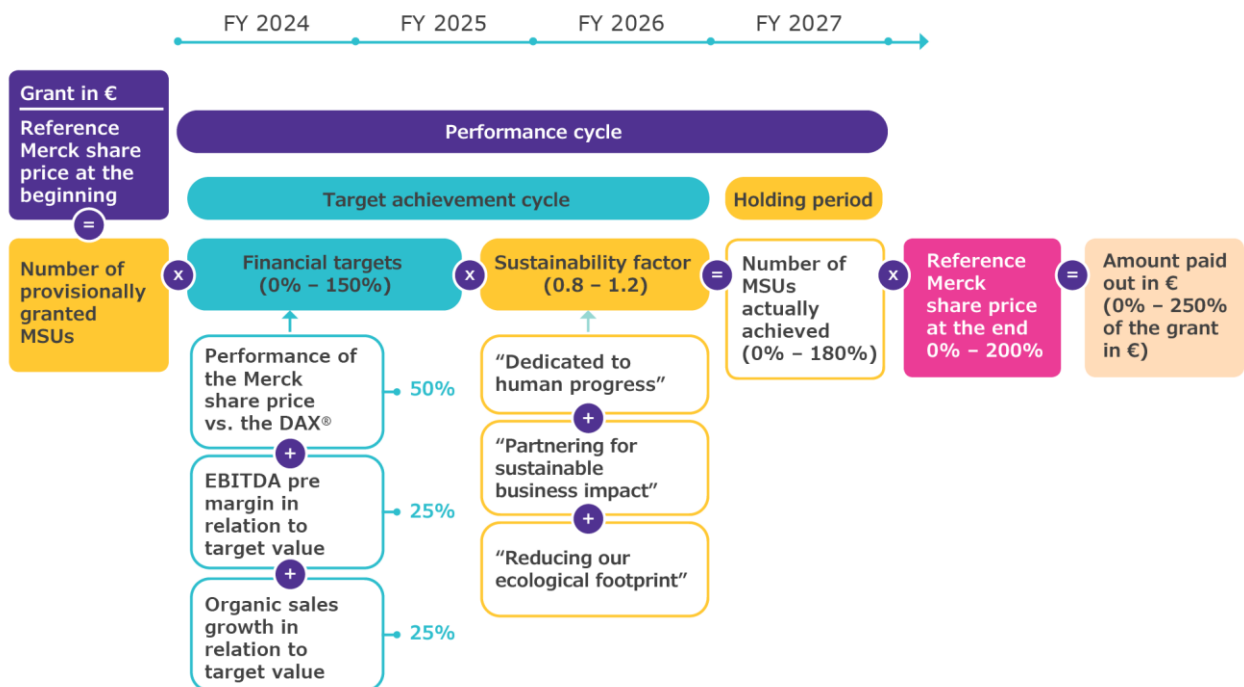 FY 2024
FY 2025
FY 2026
FY 2027
Grant in €
Reference
Merck share
price at the
beginning
=
Performance cycle
Target achievement cycle
Holding period
Number of
provisionally
granted
MSUs
x
Financial targets
(0% – 150%)
x
Sustainability factor
(0.8 – 1.2)
=
Number of
MSUs
actually
achieved
(0% – 180%)
x
Reference
Merck
share price
at the end
0% – 200%
=
Amount paid
out in €
(0% – 250%
of the grant
in €)
Performance of
the Merck
share price
vs. the DAX®
50%
+
EBITDA pre
margin in
relation to
target value
25%
+
Organic sales
growth in
relation to
target value
25%
“Dedicated to
human progress”
+
“Partnering for
sustainable
business impact”
+
“Reducing our
ecological footprint”